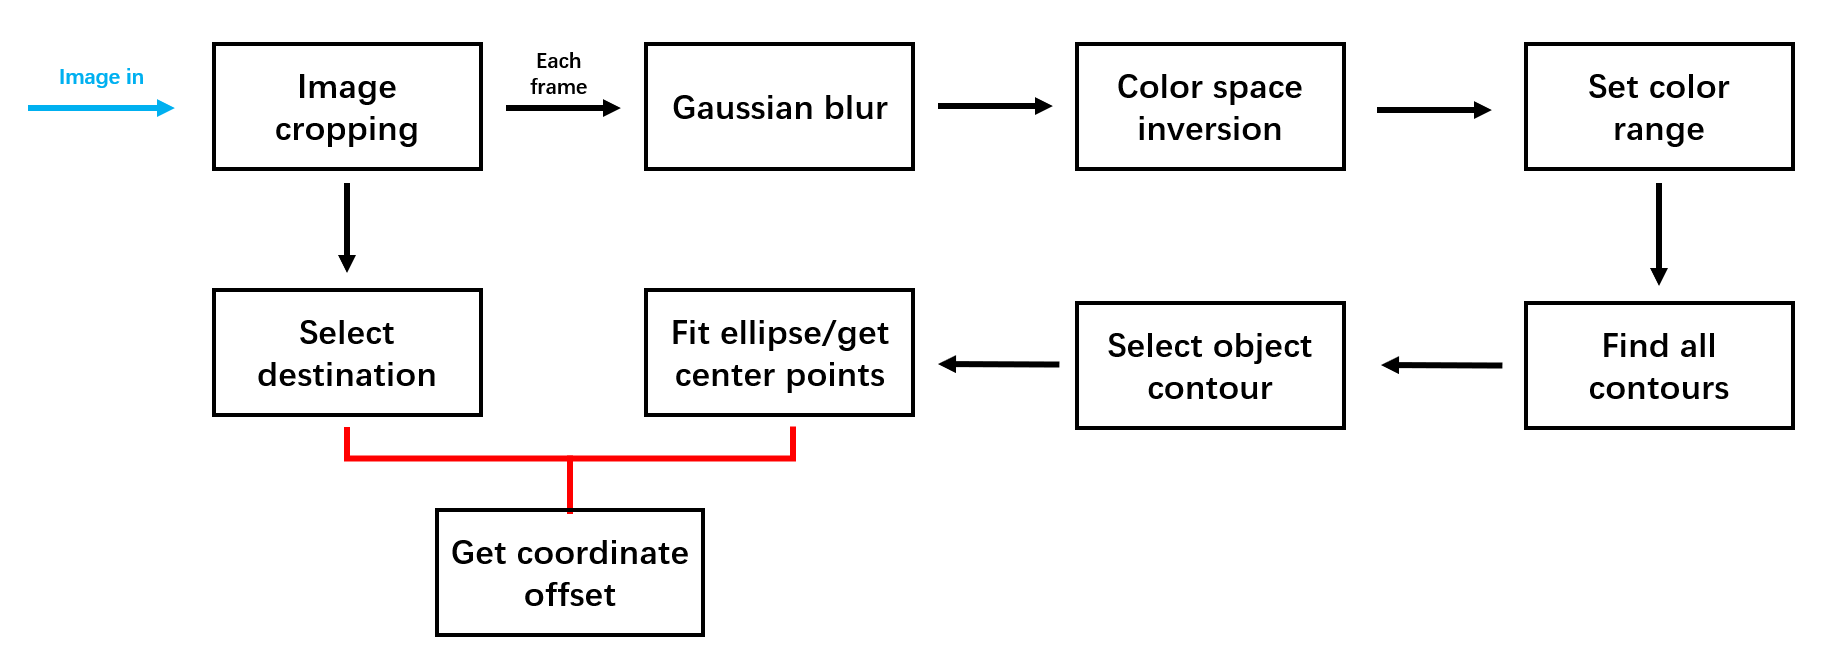 Image in
Image
cropping
Each
frame
Gaussian blur
Color space
inversion
Set color
range
Select
destination
Fit ellipse/get
center points
Select object
contour
Find all
contours
Get coordinate
offset